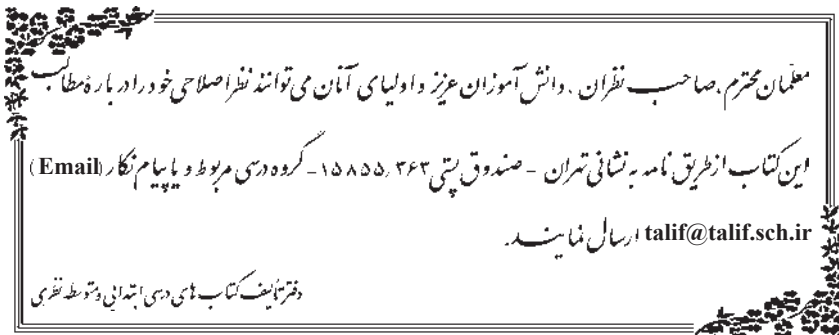 معلّمان محترم، صاحب نظران، دانش آموزان عزیز و اولیای آنان می توانند نظر اصلاحی خود را دربارهٔ مطالب
این کتاب از طریق نامه به نشانی تهران - صندوق پستی ۱۵۸۵۵/۳۶۳ - گروه درسی مربوط و یا پیام نگار (Email)
talif@talif.sch.ir ارسال نمایند.
دفتر تألیف کتاب های درسی ابتدایی و متوسطه نظری